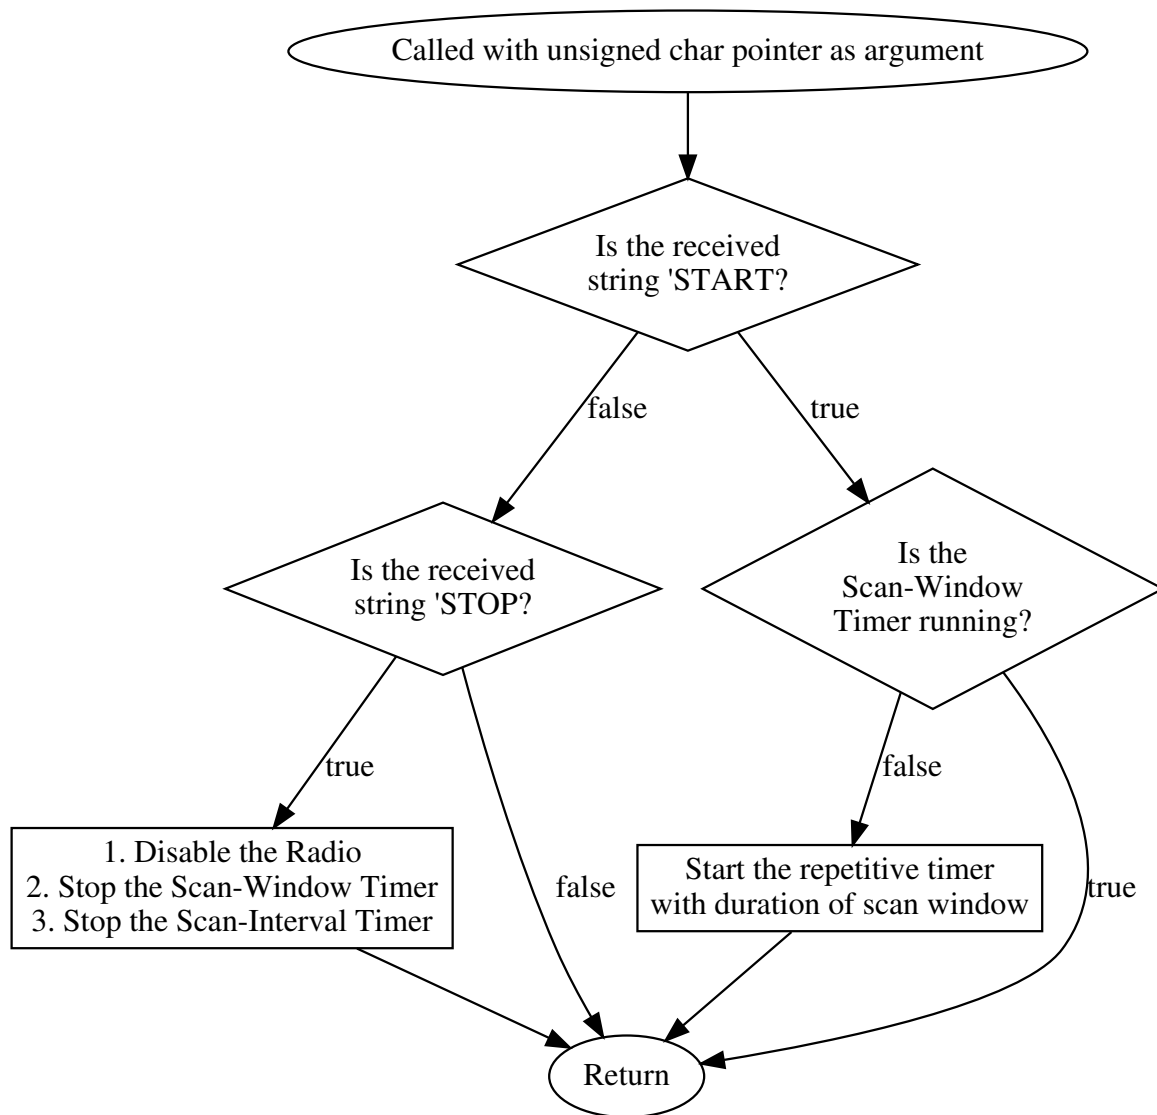 Called with unsigned char pointer as argument
Is the received
string 'START?
false
true
Is the received
string 'STOP?
Is the
Scan-Window
Timer running?
true
false
1. Disable the Radio
2. Stop the Scan-Window Timer
3. Stop the Scan-Interval Timer
false
Start the repetitive timer
with duration of scan window
true
Return